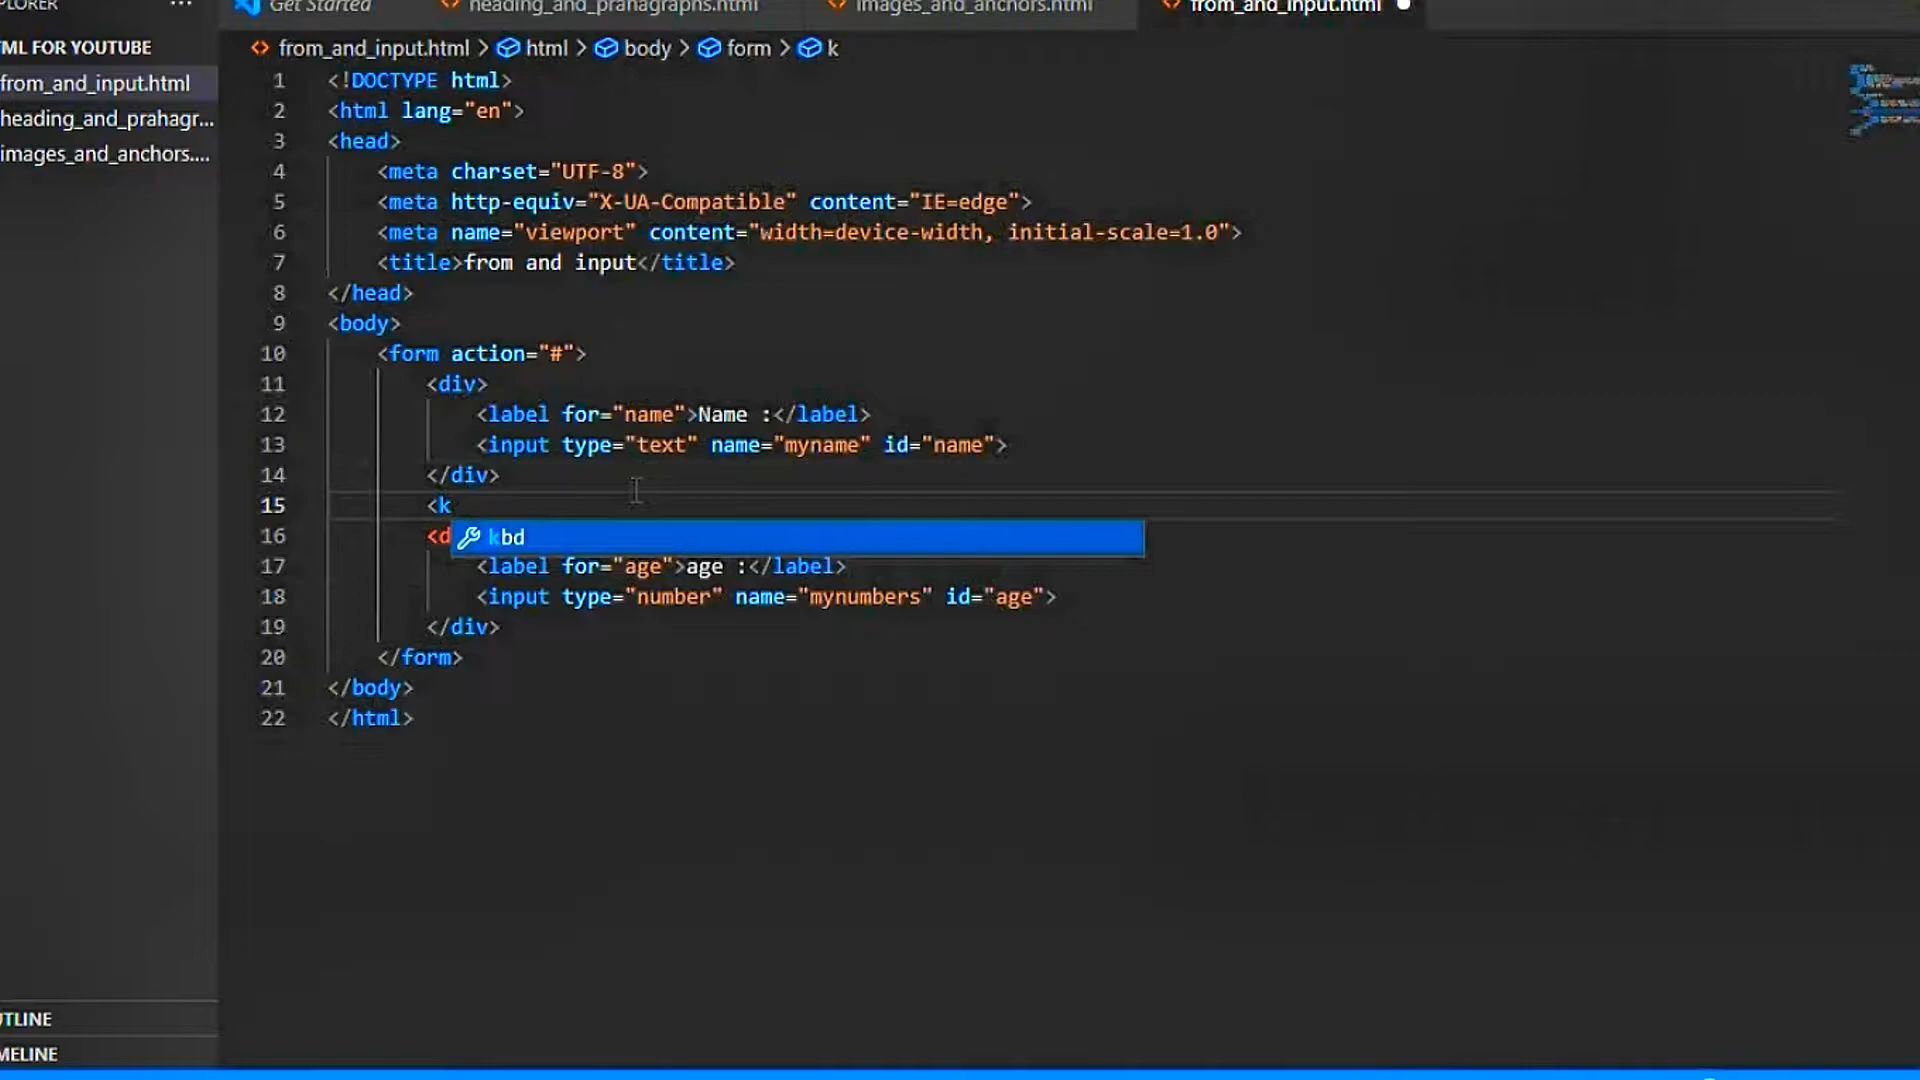 PLORER ...
Get Started heading_and_prahagraphs.html images_and_anchors.html from_and_input.html
TML FOR YOUTUBE
from_and_input.html > html > body > form > k
from_and_input.html
heading_and_prahagr...
images_and_anchors....
1 <!DOCTYPE html>
2 <html lang="en">
3 <head>
4 <meta charset="UTF-8">
5 <meta http-equiv="X-UA-Compatible" content="IE=edge">
6 <meta name="viewport" content="width=device-width, initial-scale=1.0">
7 <title>from and input</title>
8 </head>
9 <body>
10 <form action="#">
11 <div>
12 <label for="name">Name :</label>
13 <input type="text" name="myname" id="name">
14 </div>
15 <k
16 <d kbd
17 <label for="age">age :</label>
18 <input type="number" name="mynumbers" id="age">
19 </div>
20 </form>
21 </body>
22 </html>
UTLINE
MELINE